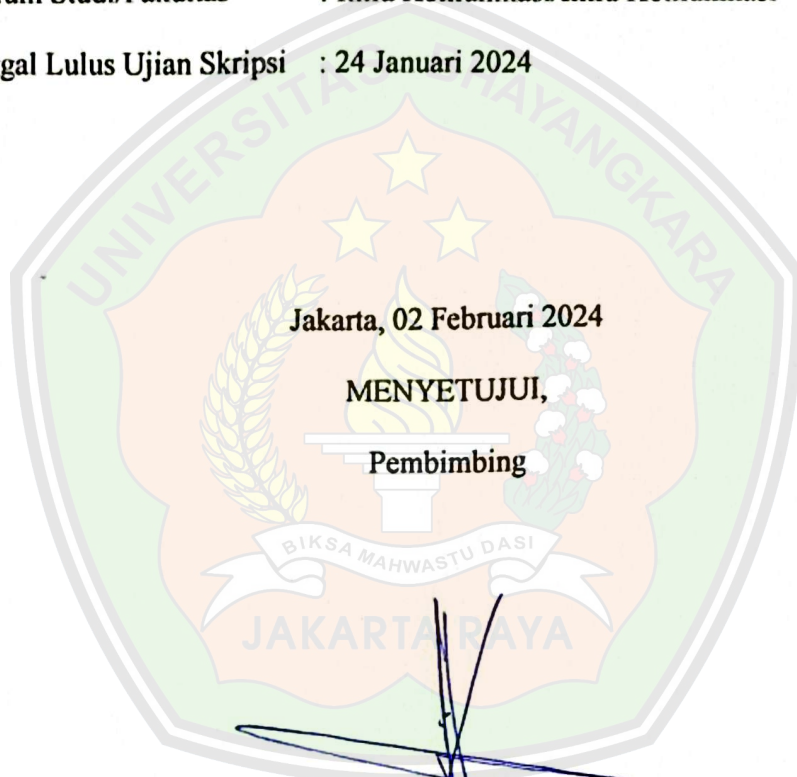 gal Lulus Ujian Skripsi : 24 Januari 2024
UNIVERSITAS BHAYANGKARA
Jakarta, 02 Februari 2024
MENYETUJUI,
Pembimbing
BIKSA MAHWASTU DASI
JAKARTA RAYA